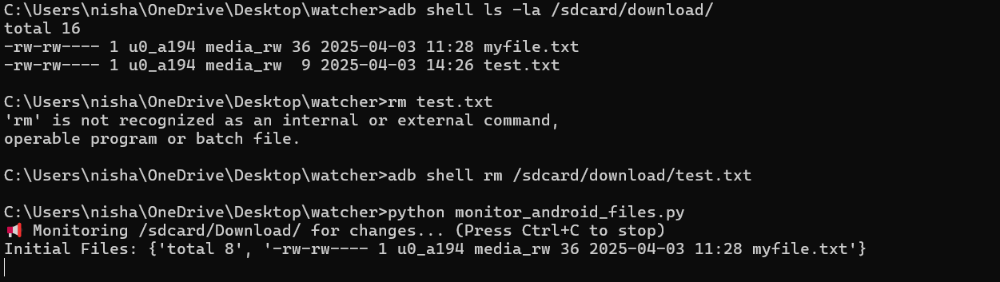 C:\Users\nisha\OneDrive\Desktop\watcher>adb shell ls -la /sdcard/download/
total 16
-rw-rw---- 1 u0_a194 media_rw 36 2025-04-03 11:28 myfile.txt
-rw-rw---- 1 u0_a194 media_rw  9 2025-04-03 14:26 test.txt
C:\Users\nisha\OneDrive\Desktop\watcher>rm test.txt
'rm' is not recognized as an internal or external command,
operable program or batch file.
C:\Users\nisha\OneDrive\Desktop\watcher>adb shell rm /sdcard/download/test.txt
C:\Users\nisha\OneDrive\Desktop\watcher>python monitor_android_files.py
📢 Monitoring /sdcard/Download/ for changes... (Press Ctrl+C to stop)
Initial Files: {'total 8', '-rw-rw---- 1 u0_a194 media_rw 36 2025-04-03 11:28 myfile.txt'}